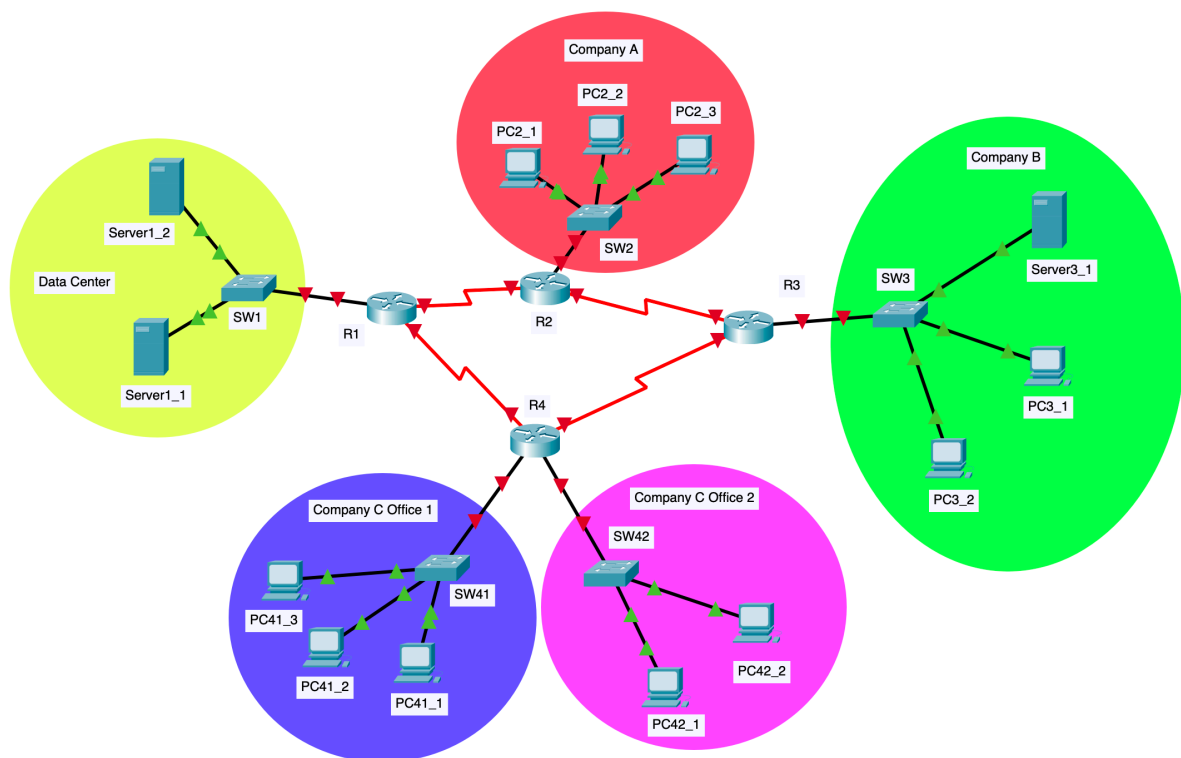 Company A
PC2_2
PC2_3
PC2_1
Company B
Server1_2
SW2
Data Center
Server3_1
SW3
SW1
R1
R2
R3
Server1_1
R4
PC3_1
PC3_2
Company C Office 1
Company C Office 2
SW42
SW41
PC41_3
PC41_2
PC41_1
PC42_2
PC42_1